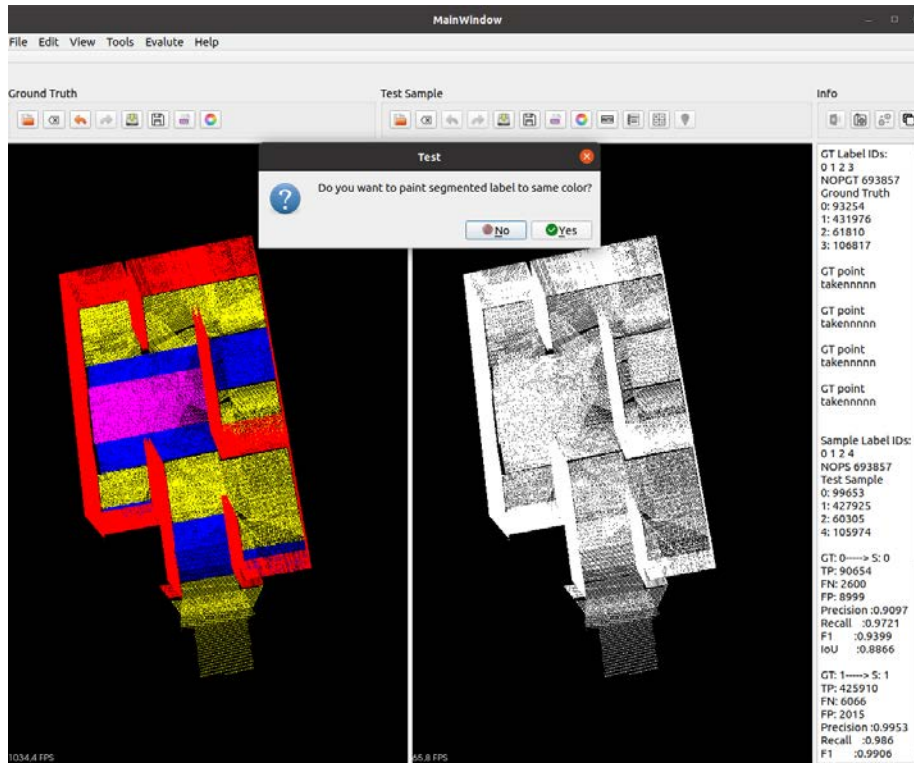 MainWindow
File Edit View Tools Evalute Help
Ground Truth
Test Sample
Info
Test
Do you want to paint segmented label to same color?
No
Yes
GT Label IDs:
0 1 2 3
NOPGT 693857
Ground Truth
0: 93254
1: 431976
2: 61810
3: 106817
GT point
takennnnn
GT point
takennnnn
GT point
takennnnn
GT point
takennnnn
Sample Label IDs:
0 1 2 4
NOPS 693857
Test Sample
0: 99653
1: 427925
2: 60305
4: 105974
GT: 0-----> S: 0
TP: 90654
FN: 2600
FP: 8999
Precision :0.9097
Recall :0.9721
F1 :0.9399
IoU :0.8866
GT: 1-----> S: 1
TP: 425910
FN: 6066
FP: 2015
Precision :0.9953
Recall :0.986
F1 :0.9906
1034.4 FPS
65.8 FPS